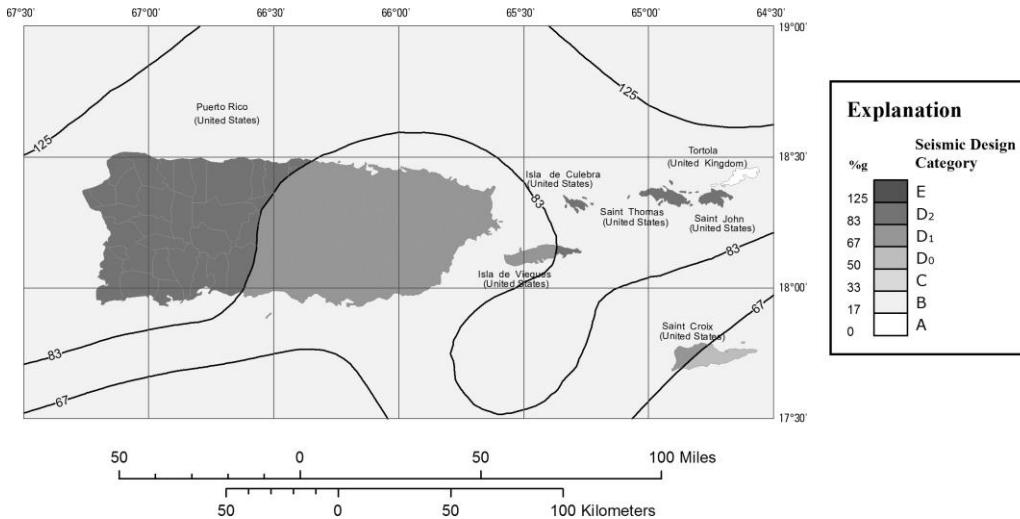 67°30' 67°00' 66°30' 66°00' 65°30' 65°00' 64°30'
19°00'
125
125
Puerto Rico
(United States)
Tortola
(United Kingdom)
18°30'
Isla de Culebra
(United States)
83
Saint Thomas
(United States)
Saint John
(United States)
83
Isla de Vieques
(United States)
18°00'
67
Saint Croix
(United States)
83
67
17°30'
50 0 50 100 Miles
50 0 50 100 Kilometers
Explanation
%g Seismic Design
Category
125 E
83 D2
67 D1
50 D0
33 C
17 B
0 A